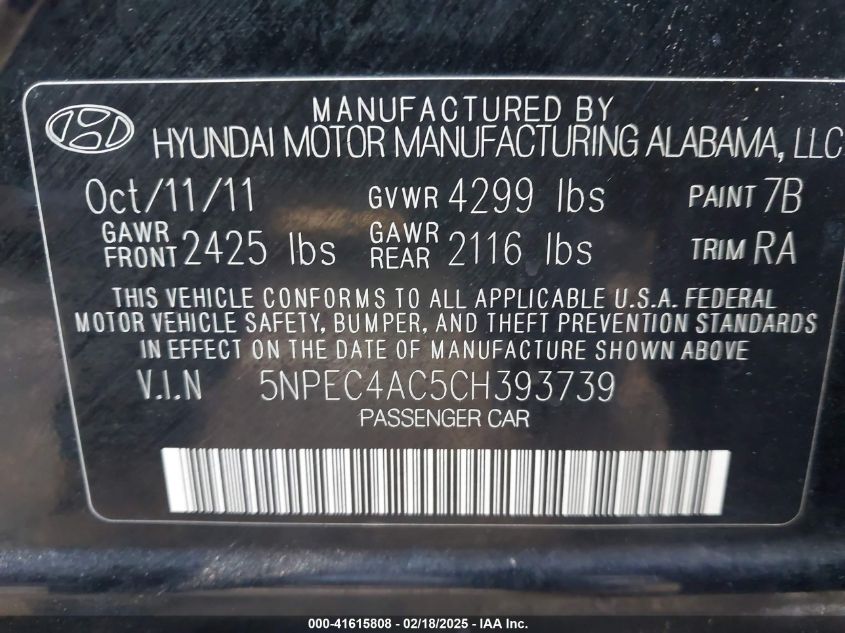 MANUFACTURED BY
HYUNDAI MOTOR MANUFACTURING ALABAMA, LLC
Oct/11/11 GVWR 4299 lbs PAINT 7B
GAWR FRONT 2425 lbs GAWR REAR 2116 lbs TRIM RA
THIS VEHICLE CONFORMS TO ALL APPLICABLE U.S.A. FEDERAL
MOTOR VEHICLE SAFETY, BUMPER, AND THEFT PREVENTION STANDARDS
IN EFFECT ON THE DATE OF MANUFACTURE SHOWN ABOVE
V.I.N 5NPEC4AC5CH393739
PASSENGER CAR
000-41615808 - 02/18/2025 - IAA Inc.